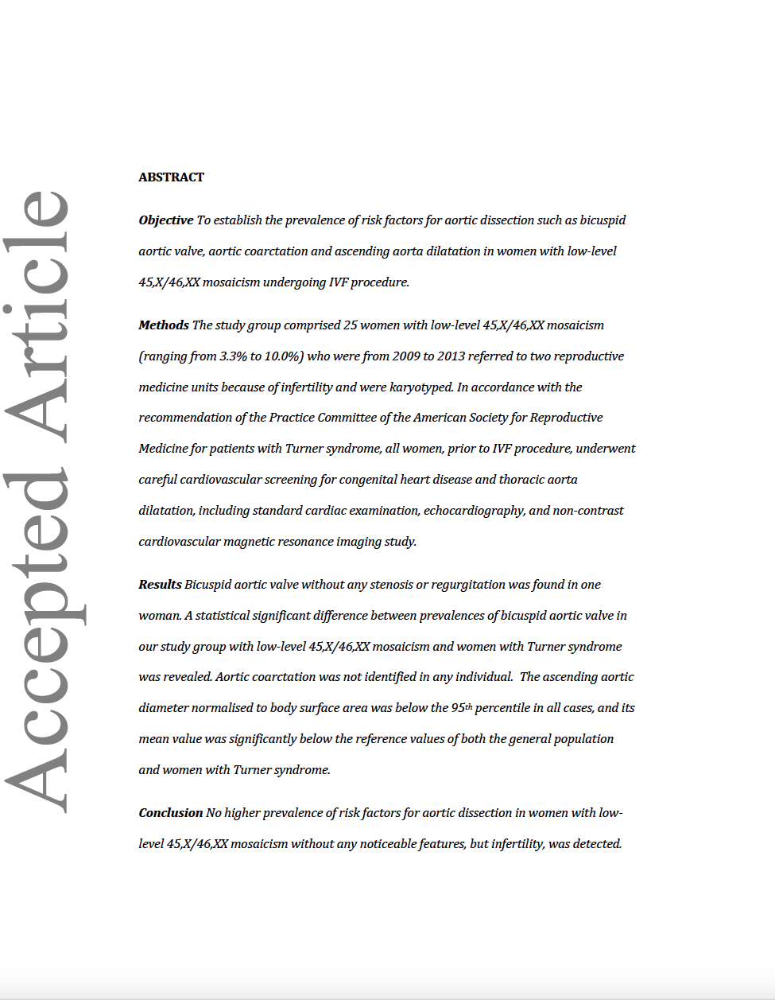 Accepted Article
ABSTRACT
Objective To establish the prevalence of risk factors for aortic dissection such as bicuspid
aortic valve, aortic coarctation and ascending aorta dilatation in women with low-level
45,X/46,XX mosaicism undergoing IVF procedure.
Methods The study group comprised 25 women with low-level 45,X/46,XX mosaicism
(ranging from 3.3% to 10.0%) who were from 2009 to 2013 referred to two reproductive
medicine units because of infertility and were karyotyped. In accordance with the
recommendation of the Practice Committee of the American Society for Reproductive
Medicine for patients with Turner syndrome, all women, prior to IVF procedure, underwent
careful cardiovascular screening for congenital heart disease and thoracic aorta
dilatation, including standard cardiac examination, echocardiography, and non-contrast
cardiovascular magnetic resonance imaging study.
Results Bicuspid aortic valve without any stenosis or regurgitation was found in one
woman. A statistical significant difference between prevalences of bicuspid aortic valve in
our study group with low-level 45,X/46,XX mosaicism and women with Turner syndrome
was revealed. Aortic coarctation was not identified in any individual.  The ascending aortic
diameter normalised to body surface area was below the 95th percentile in all cases, and its
mean value was significantly below the reference values of both the general population
and women with Turner syndrome.
Conclusion No higher prevalence of risk factors for aortic dissection in women with low-
level 45,X/46,XX mosaicism without any noticeable features, but infertility, was detected.